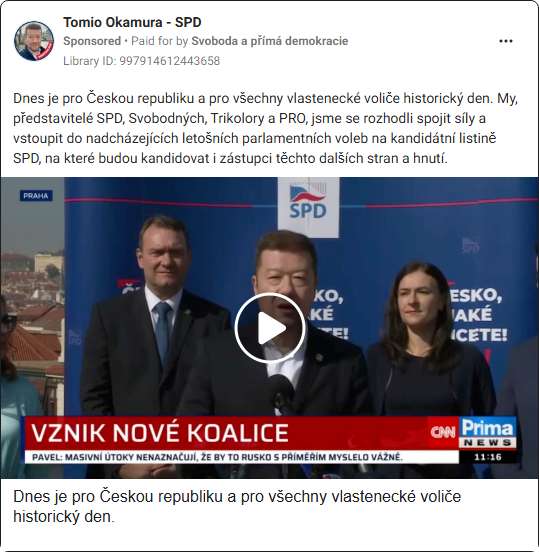 Tomio Okamura - SPD
Sponsored • Paid for by Svoboda a přímá demokracie
Library ID: 997914612443658
Dnes je pro Českou republiku a pro všechny vlastenecké voliče historický den. My,
představitelé SPD, Svobodných, Trikolory a PRO, jsme se rozhodli spojit síly a
vstoupit do nadcházejících letošních parlamentních voleb na kandidátní listině
SPD, na které budou kandidovat i zástupci těchto dalších stran a hnutí.
PRAHA
SPD
SPD
KO,
ESKO,
JAKÉ
JAKÉ
CETE!
CETE!
VZNIK NOVÉ KOALICE
CNN Prima
NEWS
PAVEL: MASIVNÍ ÚTOKY NENAZNAČUJÍ, ŽE BY TO RUSKO S PŘÍMĚŘÍM MYSLELO VÁŽNĚ.
11:16
Dnes je pro Českou republiku a pro všechny vlastenecké voliče
historický den.